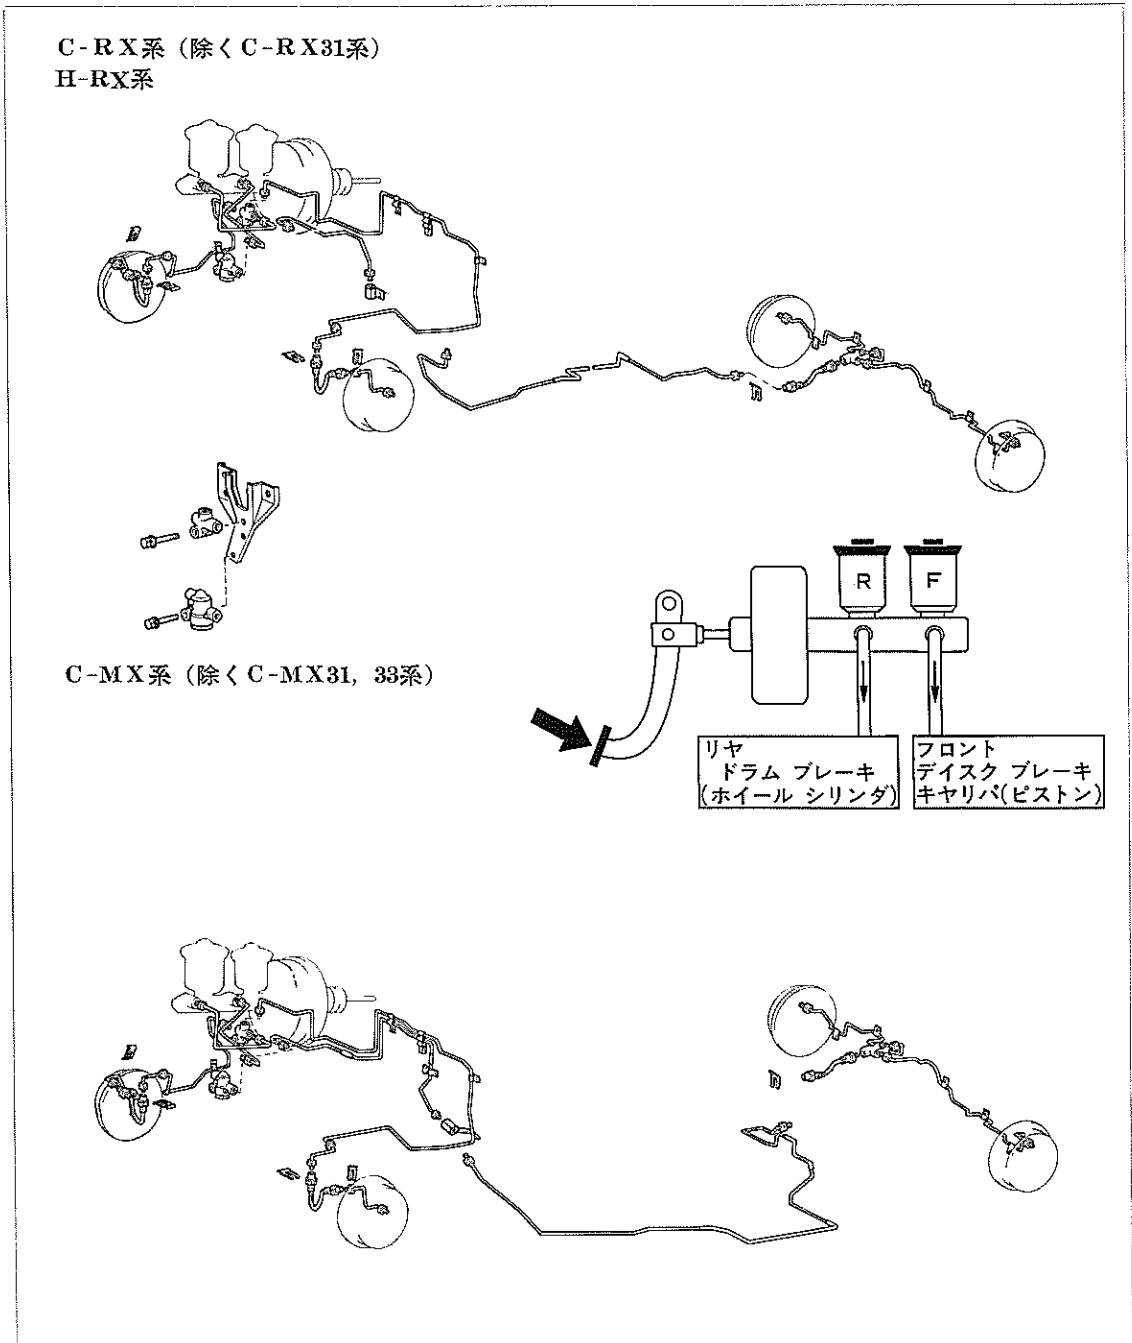 C-RX系 (除くC-RX31系)
H-RX系
R
F
C-MX系 (除くC-MX31, 33系)
リヤ
ドラム ブレーキ
(ホイール シリンダ)
フロント
デイスク ブレーキ
キヤリパ(ピストン)